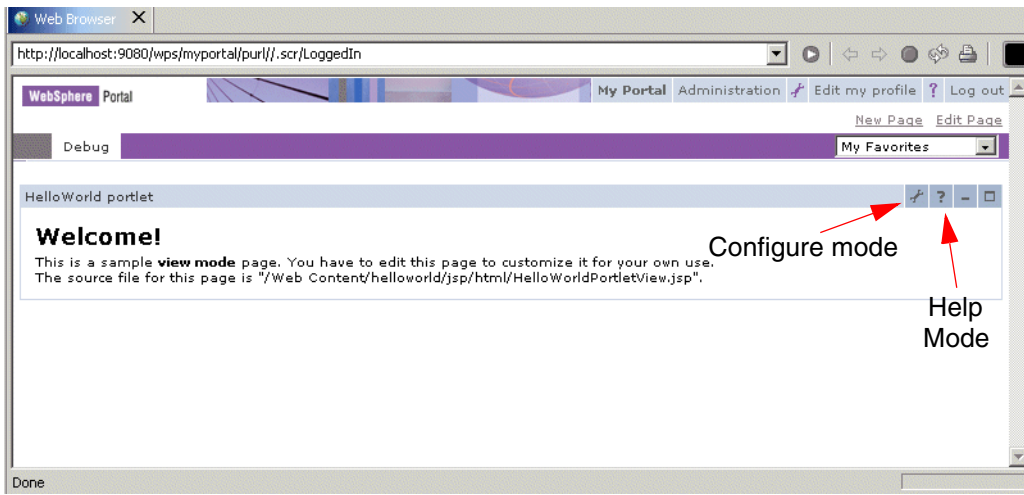 Web Browser
http://localhost:9080/wps/myportal/purl//.scr/LoggedIn
WebSphere Portal
My Portal Administration Edit my profile ? Log out
New Page Edit Page
Debug
My Favorites
HelloWorld portlet
?
Welcome!
This is a sample view mode page. You have to edit this page to customize it for your own use.
The source file for this page is "/Web Content/helloworld/jsp/html/HelloWorldPortletView.jsp".
Configure mode
Help
Mode
Done